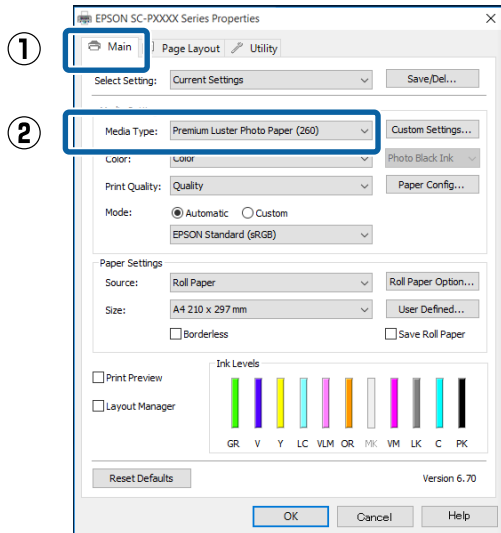 EPSON SC-PXXXX Series Properties
①
Main Page Layout Utility
Select Setting: Current Settings Save/Del...
②
Media Type: Premium Luster Photo Paper (260) Custom Settings...
Color: Color Photo Black Ink
Print Quality: Quality Paper Config...
Mode: Automatic Custom
EPSON Standard (sRGB)
Paper Settings
Source: Roll Paper Roll Paper Option...
Size: A4 210 x 297 mm User Defined...
Borderless Save Roll Paper
Ink Levels
Print Preview
Layout Manager
GR V Y LC VLM OR MK VM LK C PK
Reset Defaults Version 6.70
OK Cancel Help